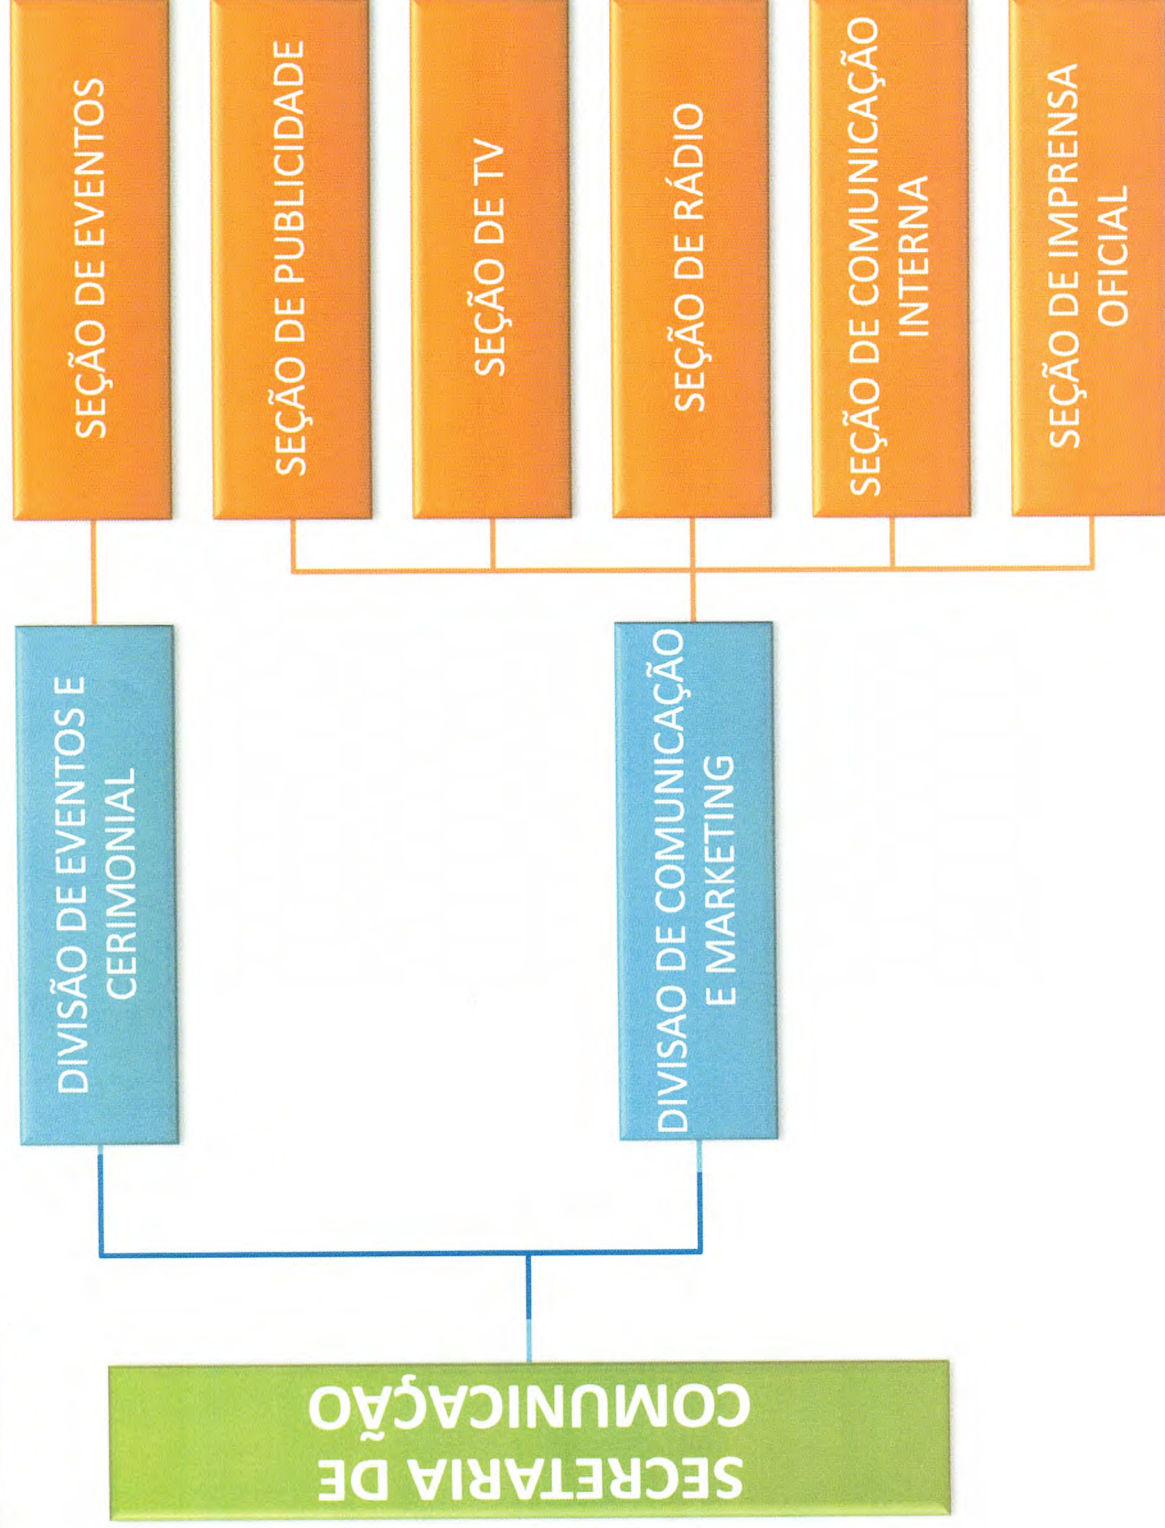 SECRETARIA DE
COMUNICAÇÃO
DIVISÃO DE EVENTOS E
CERIMONIAL
SEÇÃO DE EVENTOS
DIVISAO DE COMUNICAÇÃO
E MARKETING
SEÇÃO DE PUBLICIDADE
SEÇÃO DE TV
SEÇÃO DE RÁDIO
SEÇÃO DE COMUNICAÇÃO
INTERNA
SEÇÃO DE IMPRENSA
OFICIAL